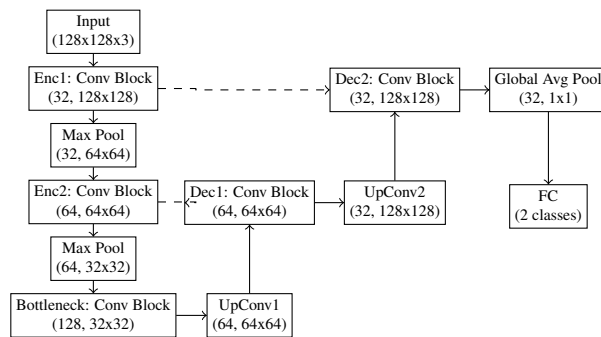 Input
(128x128x3)
Enc1: Conv Block
(32, 128x128)
Max Pool
(32, 64x64)
Enc2: Conv Block
(64, 64x64)
Max Pool
(64, 32x32)
Bottleneck: Conv Block
(128, 32x32)
UpConv1
(64, 64x64)
Dec1: Conv Block
(64, 64x64)
UpConv2
(32, 128x128)
Dec2: Conv Block
(32, 128x128)
Global Avg Pool
(32, 1x1)
FC
(2 classes)